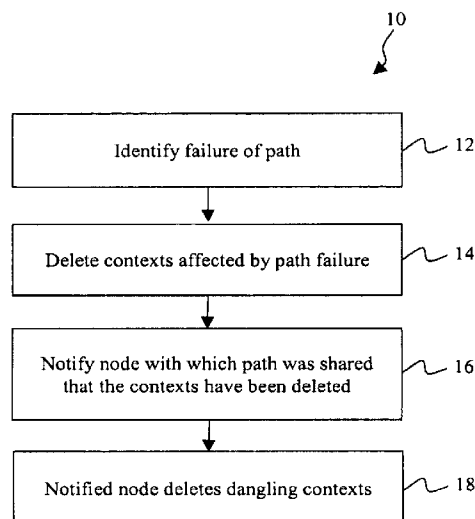 10
Identify failure of path
12
Delete contexts affected by path failure
14
Notify node with which path was shared
that the contexts have been deleted
16
Notified node deletes dangling contexts
18